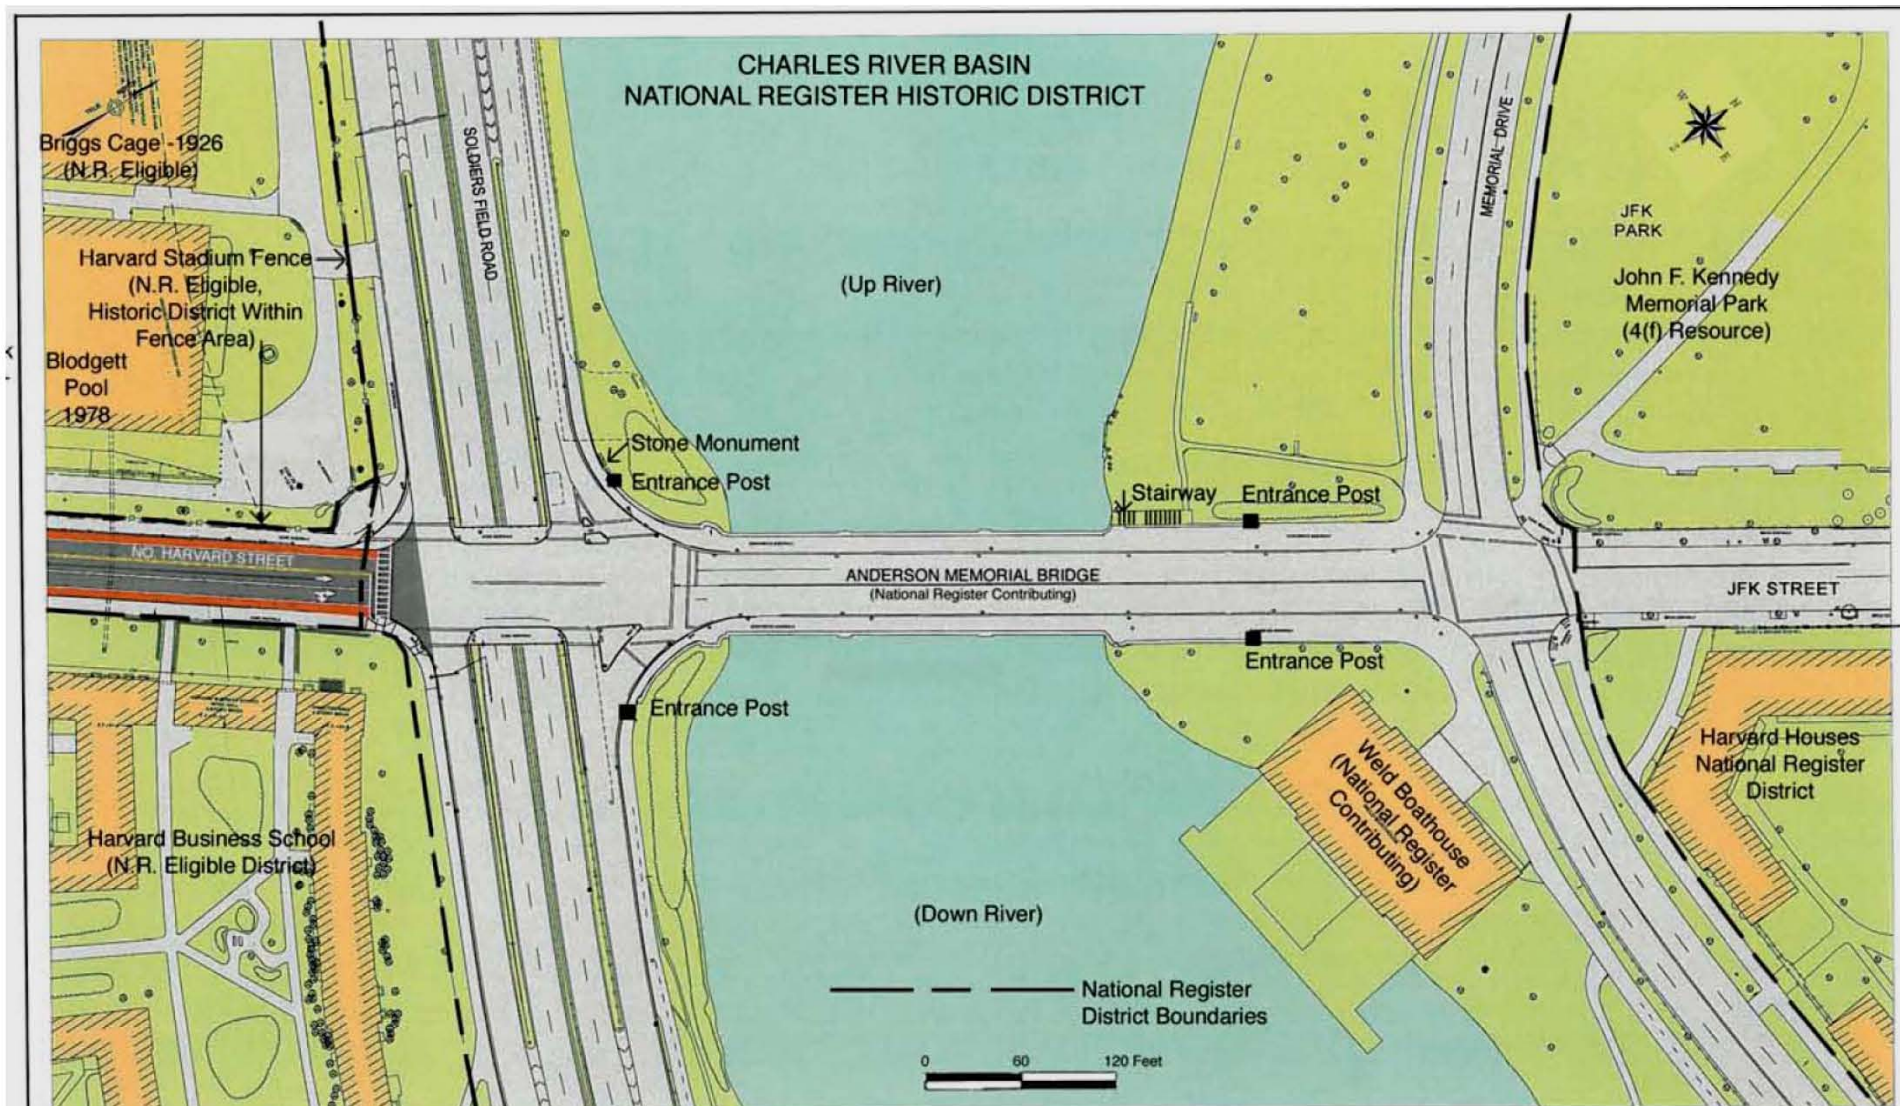 CHARLES RIVER BASIN
NATIONAL REGISTER HISTORIC DISTRICT
Briggs Cage -1926
(N.R. Eligible)
SOLDIERS FIELD ROAD
MEMORIAL DRIVE
W
N
E
JFK
PARK
Harvard Stadium Fence
(N.R. Eligible,
Historic District Within
Fence Area)
(Up River)
John F. Kennedy
Memorial Park
(4(f) Resource)
Blodgett
Pool
1978
Stone Monument
Entrance Post
Stairway
Entrance Post
NO. HARVARD STREET
ANDERSON MEMORIAL BRIDGE
(National Register Contributing)
JFK STREET
Entrance Post
Entrance Post
Weld Boathouse
(National Register
Contributing)
Harvard Houses
National Register
District
Harvard Business School
(N.R. Eligible District)
(Down River)
National Register
District Boundaries
0 60 120 Feet